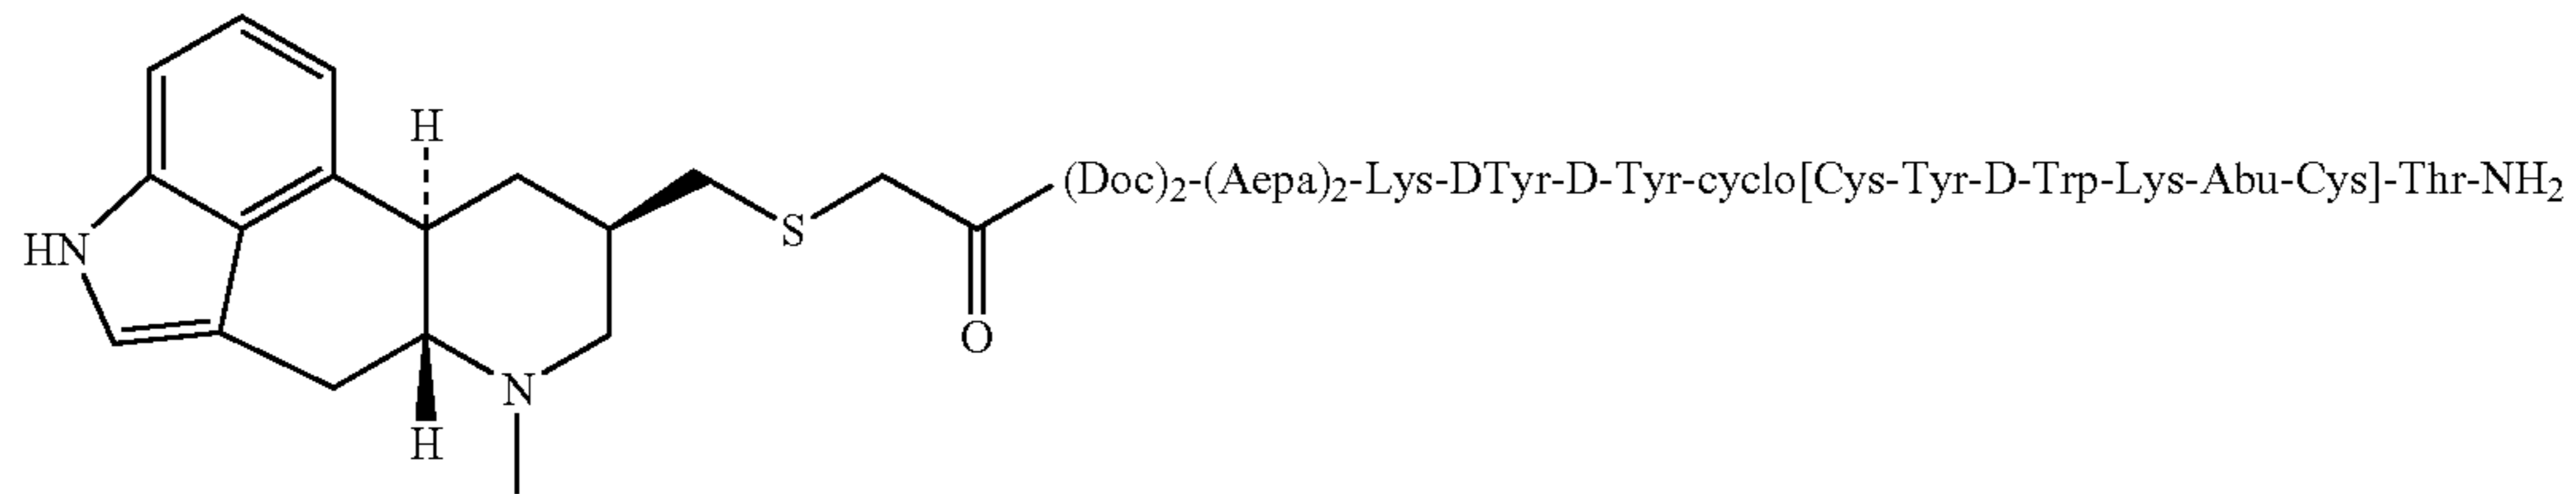 H
(Doc)₂-(Aepa)₂-Lys-DTyr-D-Tyr-cyclo[Cys-Tyr-D-Trp-Lys-Abu-Cys]-Thr-NH₂
S
HN
O
N
H